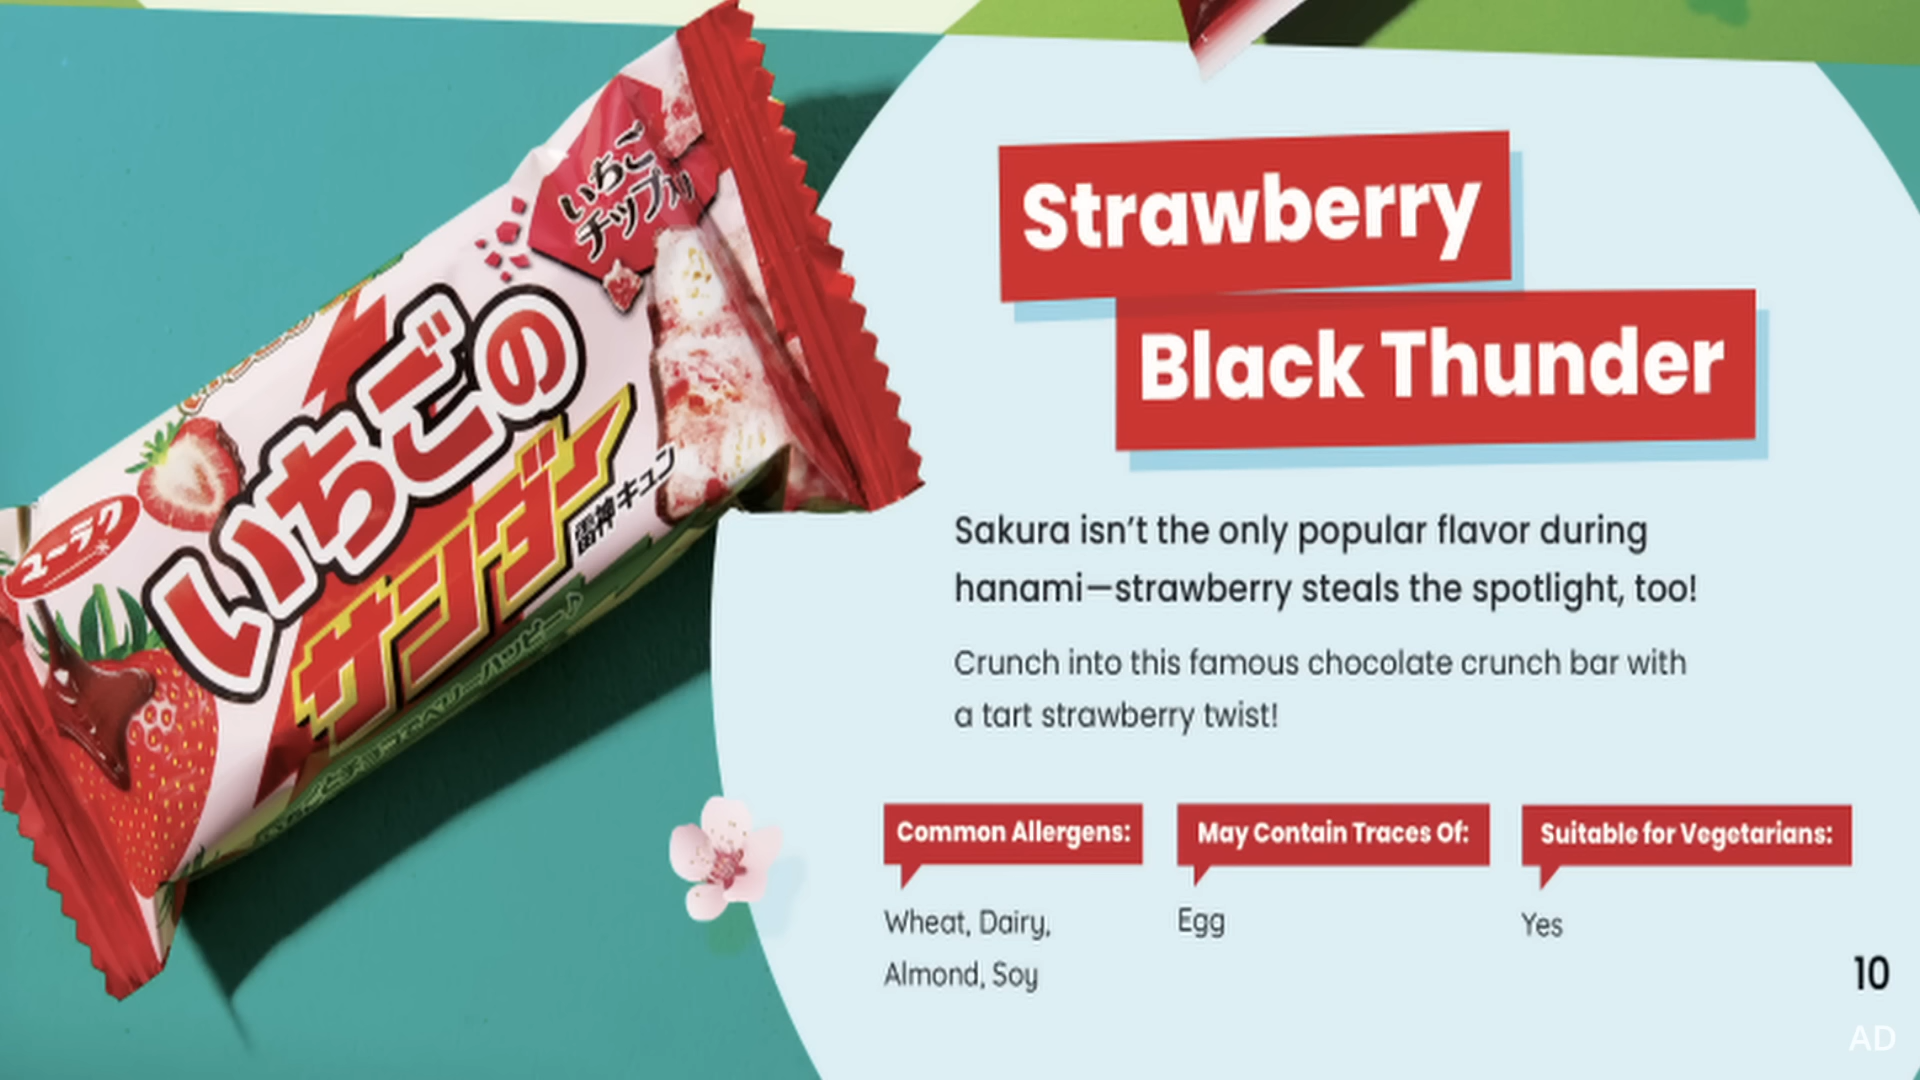 いちご
チップ入り
いちごの
サンダー
雷神キュン
ユーラク
Strawberry
Black Thunder
Sakura isn't the only popular flavor during
hanami—strawberry steals the spotlight, too!
Crunch into this famous chocolate crunch bar with
a tart strawberry twist!
Common Allergens:
Wheat, Dairy,
Almond, Soy
May Contain Traces Of:
Egg
Suitable for Vegetarians:
Yes
10
AD